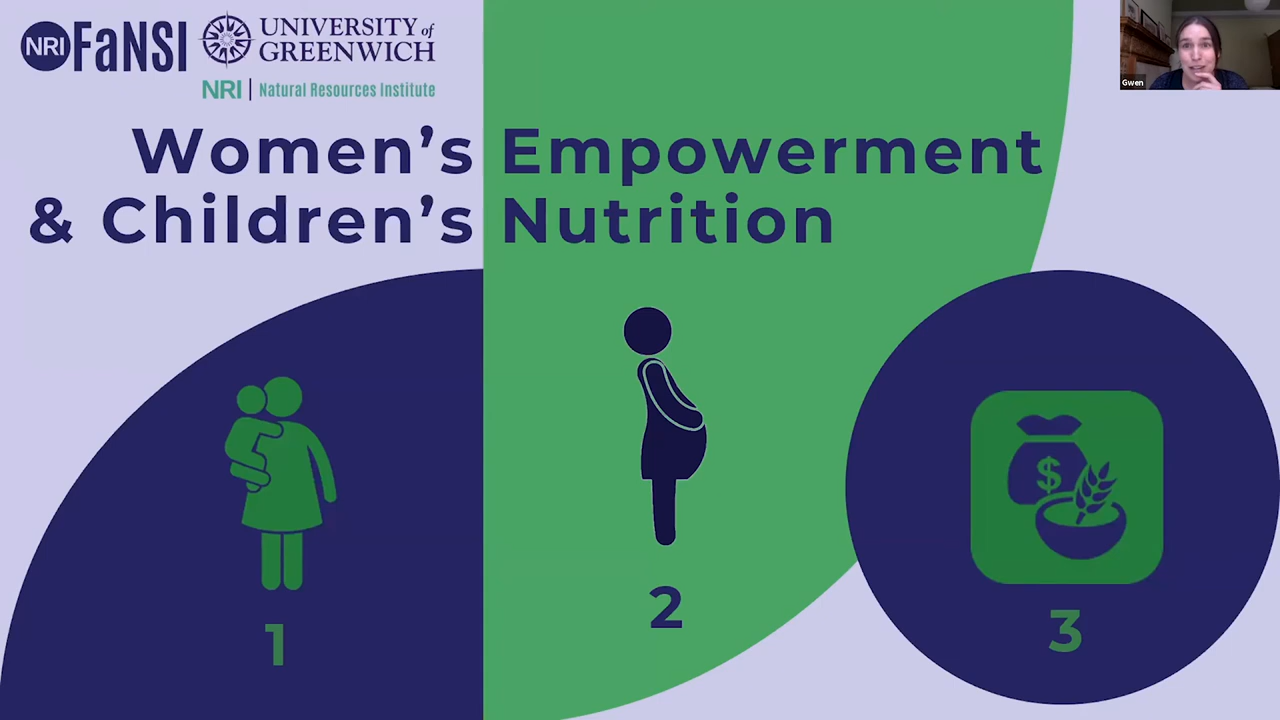 NRI FaNSI
UNIVERSITY of
GREENWICH
NRI | Natural Resources Institute
Women’s Empowerment
& Children’s Nutrition
Gwen
$
1
2
3